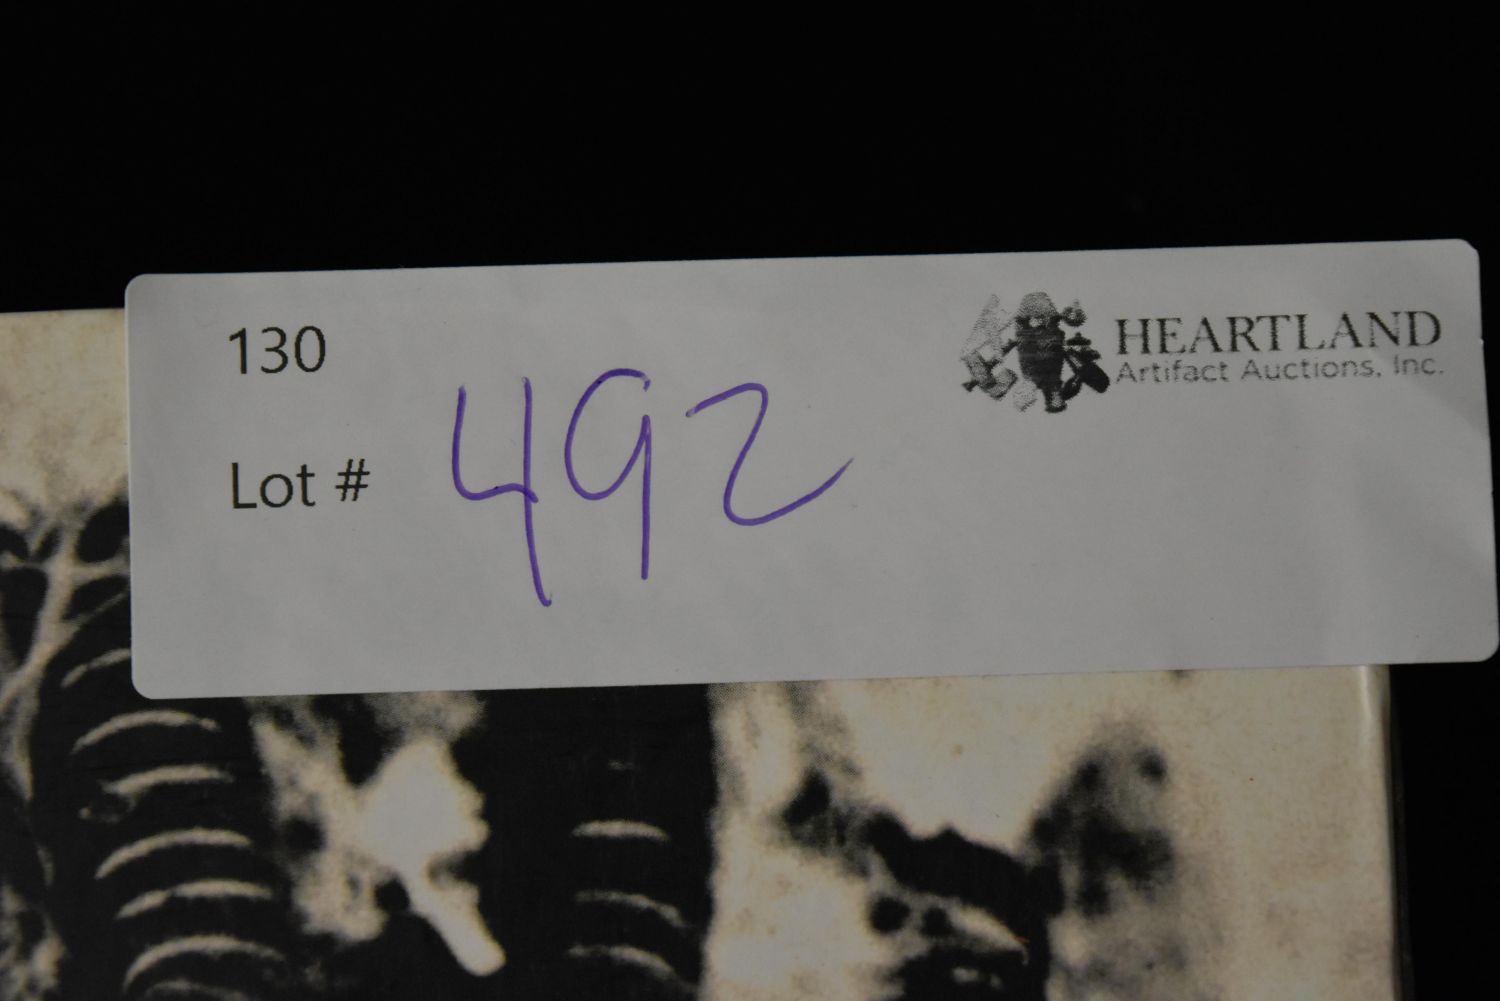 130
HEARTLAND
Artifact Auctions, Inc.
Lot # 492